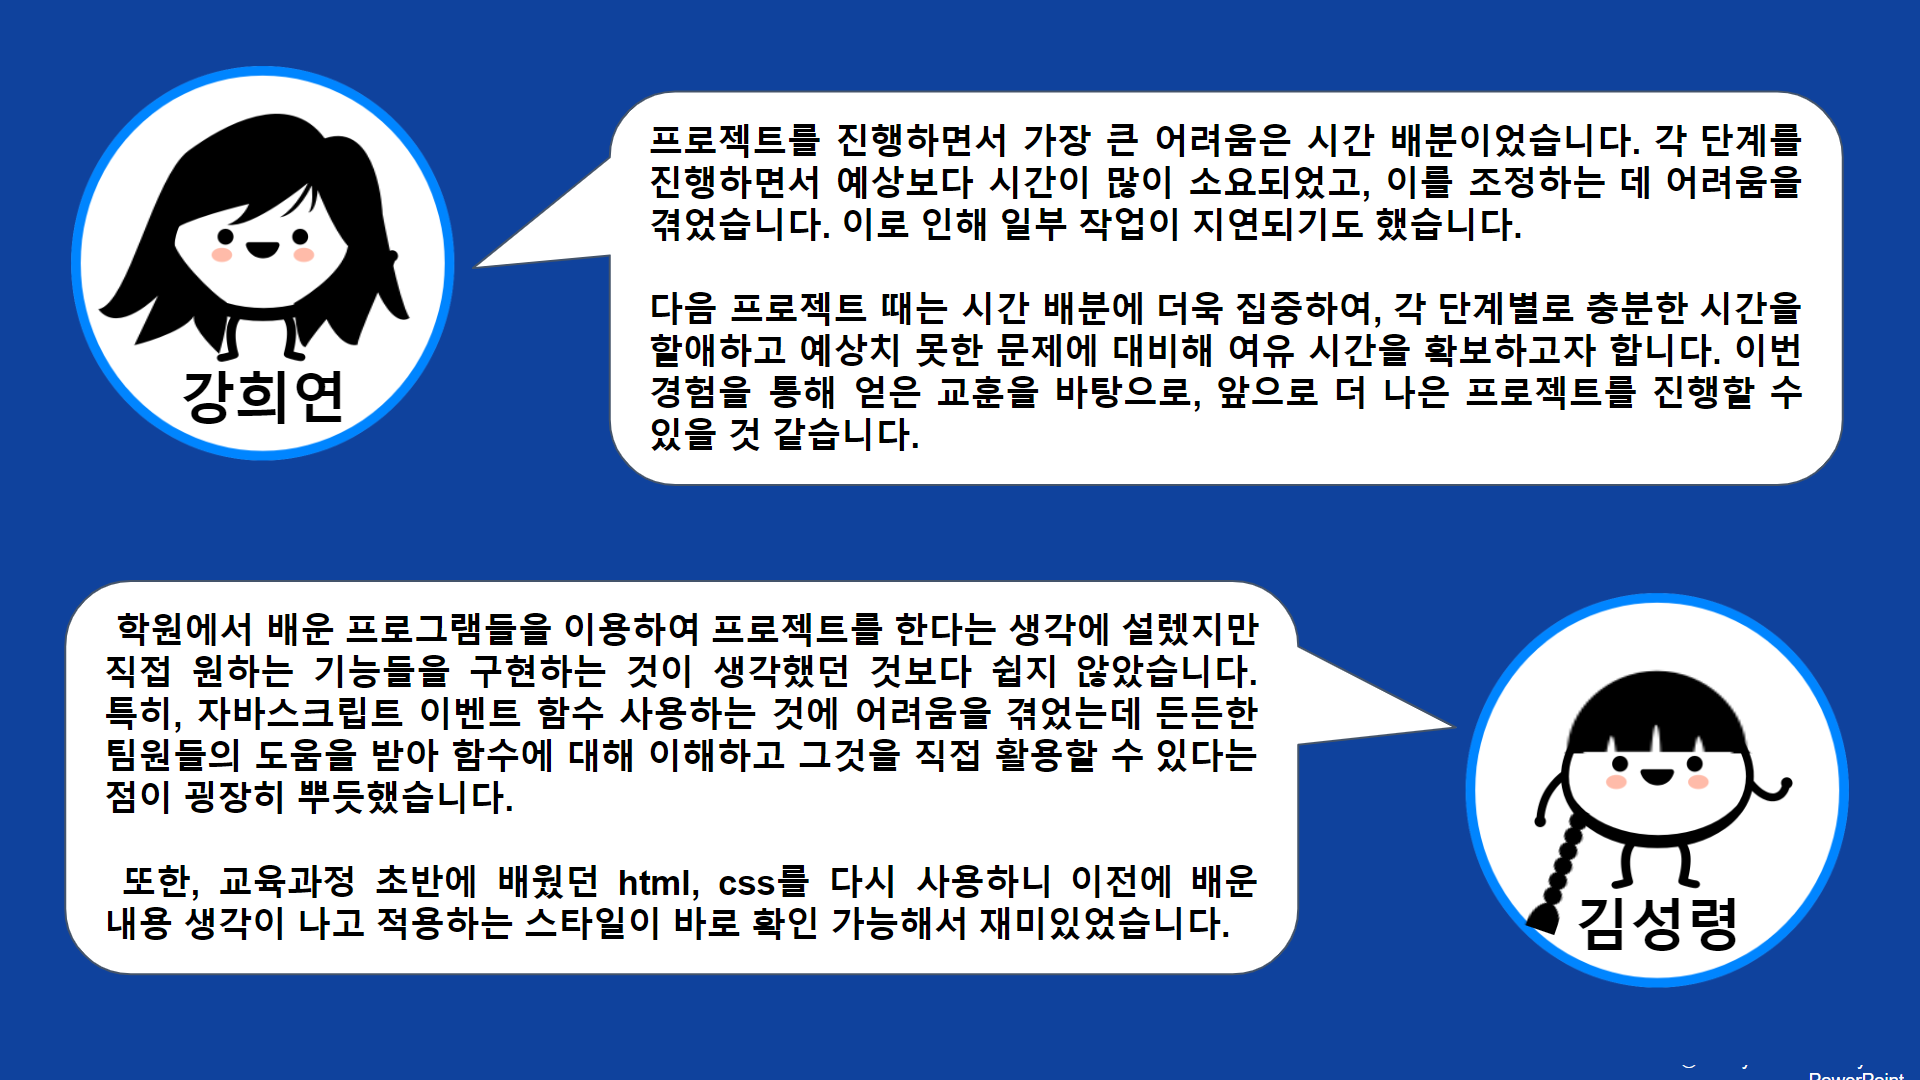 프로젝트를 진행하면서 가장 큰 어려움은 시간 배분이었습니다. 각 단계를
진행하면서 예상보다 시간이 많이 소요되었고, 이를 조정하는 데 어려움을
겪었습니다. 이로 인해 일부 작업이 지연되기도 했습니다.
다음 프로젝트 때는 시간 배분에 더욱 집중하여, 각 단계별로 충분한 시간을
할애하고 예상치 못한 문제에 대비해 여유 시간을 확보하고자 합니다. 이번
경험을 통해 얻은 교훈을 바탕으로, 앞으로 더 나은 프로젝트를 진행할 수
있을 것 같습니다.
강희연
학원에서 배운 프로그램들을 이용하여 프로젝트를 한다는 생각에 설렜지만
직접 원하는 기능들을 구현하는 것이 생각했던 것보다 쉽지 않았습니다.
특히, 자바스크립트 이벤트 함수 사용하는 것에 어려움을 겪었는데 든든한
팀원들의 도움을 받아 함수에 대해 이해하고 그것을 직접 활용할 수 있다는
점이 굉장히 뿌듯했습니다.
또한, 교육과정 초반에 배웠던 html, css를 다시 사용하니 이전에 배운
내용 생각이 나고 적용하는 스타일이 바로 확인 가능해서 재미있었습니다.
김성령
PowerPoint